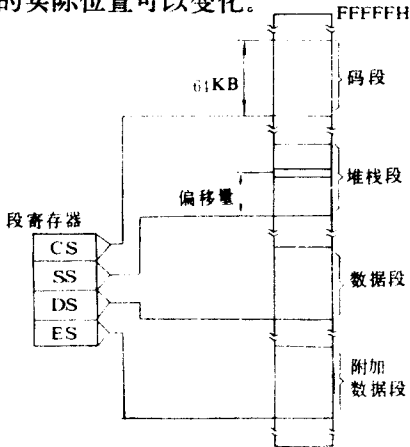 的实际位置可以变化。
FFFFFH
64KB
码段
堆栈段
偏移量
段寄存器
CS
SS
DS
ES
数据段
附加
数据段